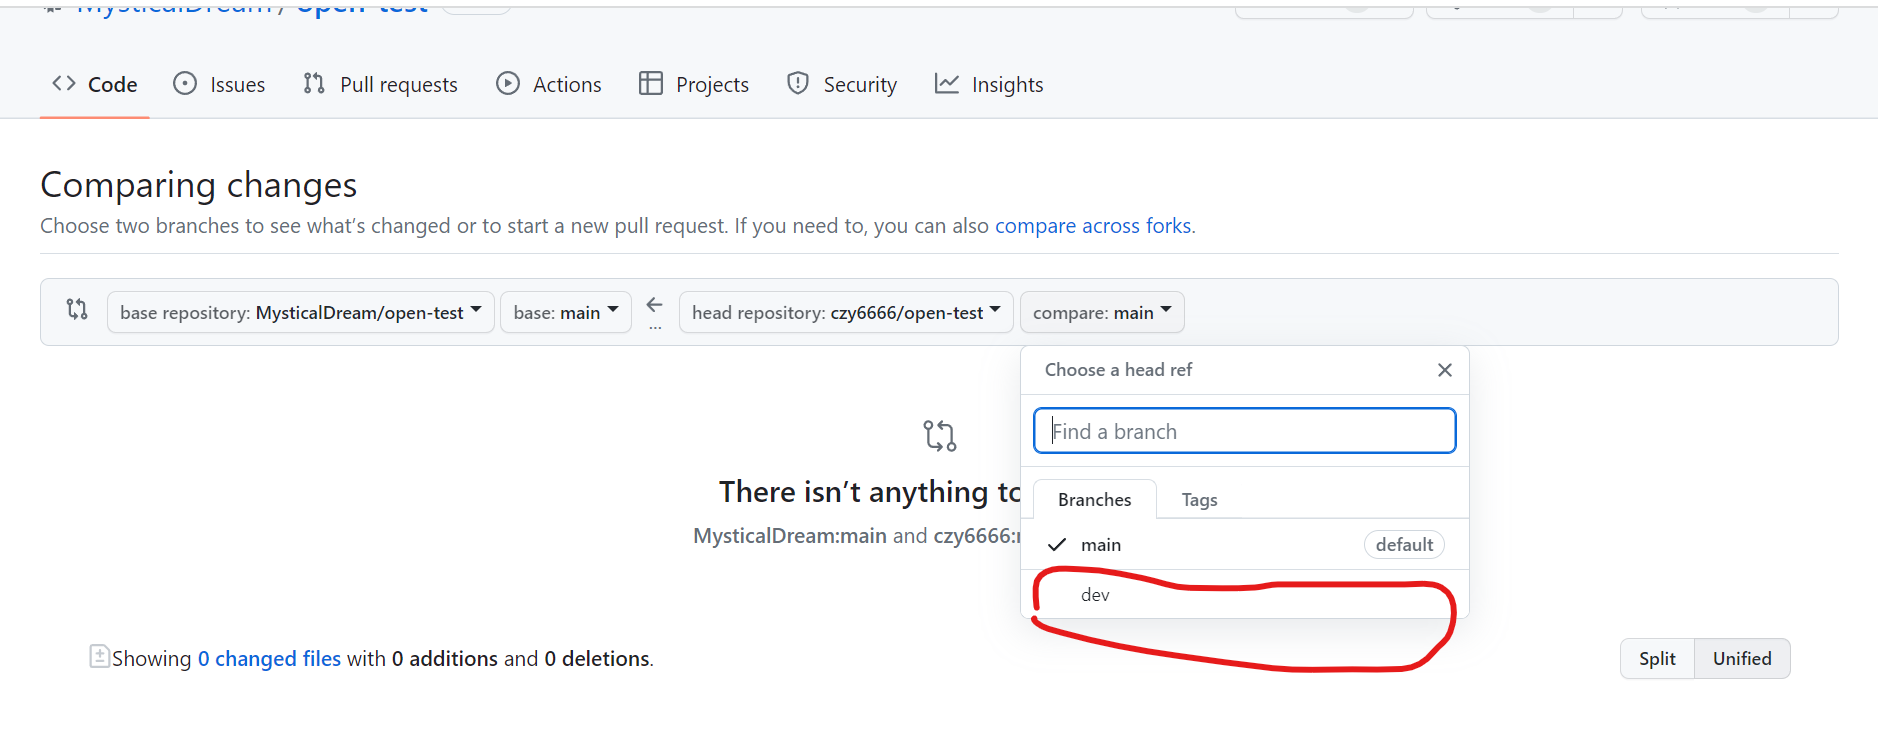 MysticalDream / open-test
Code Issues Pull requests Actions Projects Security Insights
Comparing changes
Choose two branches to see what's changed or to start a new pull request. If you need to, you can also compare across forks.
base repository: MysticalDream/open-test base: main ← ... head repository: czy6666/open-test compare: main
Choose a head ref
Find a branch
There isn't anything to
Branches Tags
MysticalDream:main and czy6666:
main default
dev
Showing 0 changed files with 0 additions and 0 deletions.
Split Unified